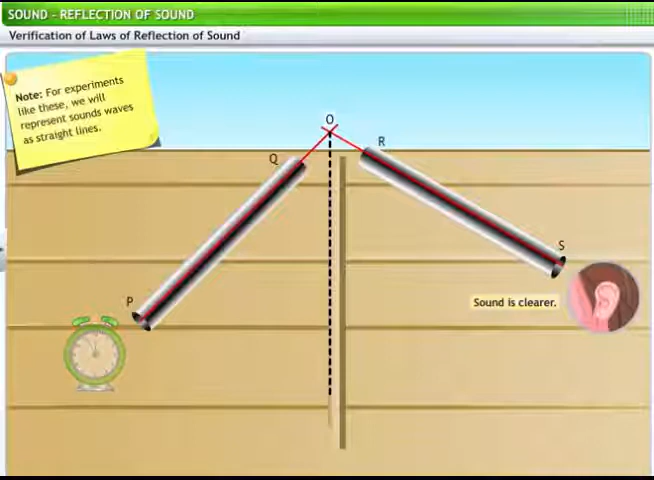 SOUND - REFLECTION OF SOUND
Verification of Laws of Reflection of Sound
Note: For experiments
like these, we will
represent sounds waves
as straight lines.
O
R
Q
S
P
Sound is clearer.